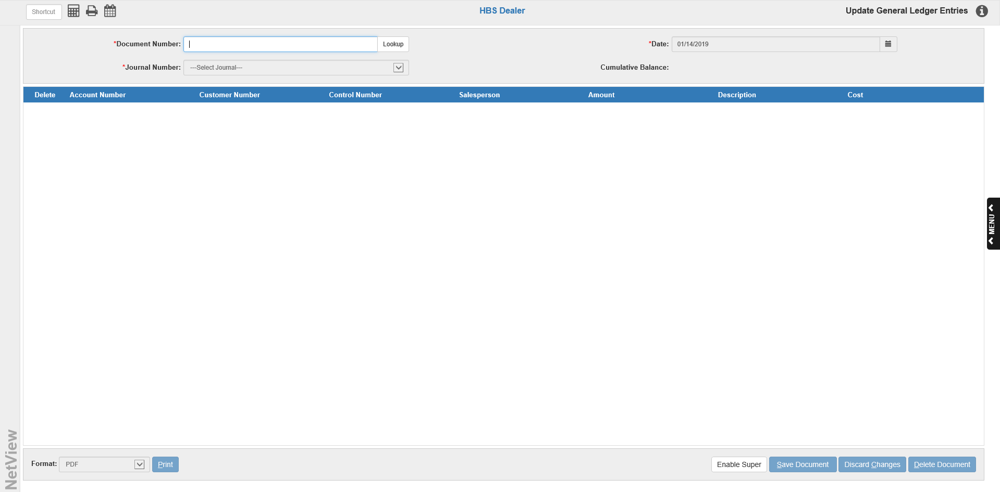 Shortcut
HBS Dealer
Update General Ledger Entries
*Document Number:
Lookup
*Date:
01/14/2019
*Journal Number:
---Select Journal---
Cumulative Balance:
Delete Account Number Customer Number Control Number Salesperson Amount Description Cost
MENU
NetView
Format:
PDF
Print
Enable Super
Save Document
Discard Changes
Delete Document